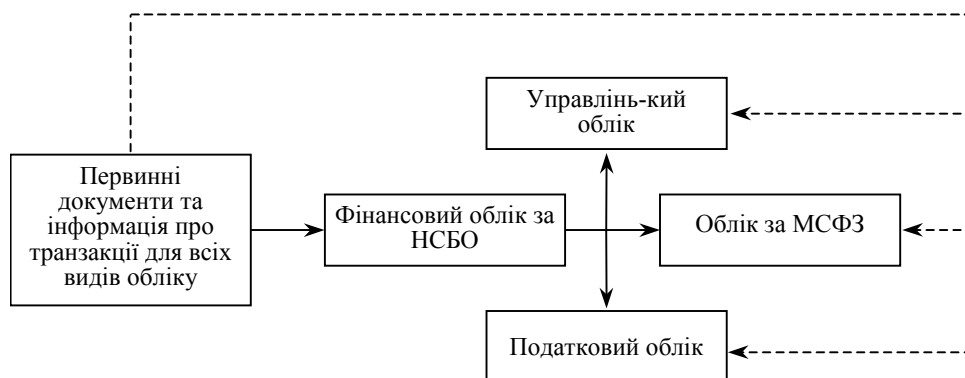 Управлінь-кий
облік
Первинні
документи та
інформація про
транзакції для всіх
видів обліку
Фінансовий облік за
НСБО
Облік за МСФЗ
Податковий облік